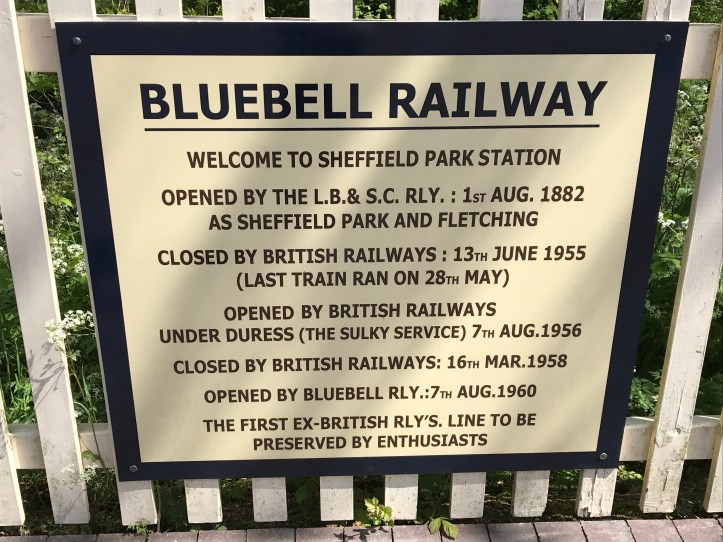 BLUEBELL RAILWAY
WELCOME TO SHEFFIELD PARK STATION
OPENED BY THE L.B.& S.C. RLY. : 1ST AUG. 1882
AS SHEFFIELD PARK AND FLETCHING
CLOSED BY BRITISH RAILWAYS : 13TH JUNE 1955
(LAST TRAIN RAN ON 28TH MAY)
OPENED BY BRITISH RAILWAYS
UNDER DURESS (THE SULKY SERVICE) 7TH AUG.1956
CLOSED BY BRITISH RAILWAYS: 16TH MAR.1958
OPENED BY BLUEBELL RLY.:7TH AUG.1960
THE FIRST EX-BRITISH RLY'S. LINE TO BE
PRESERVED BY ENTHUSIASTS